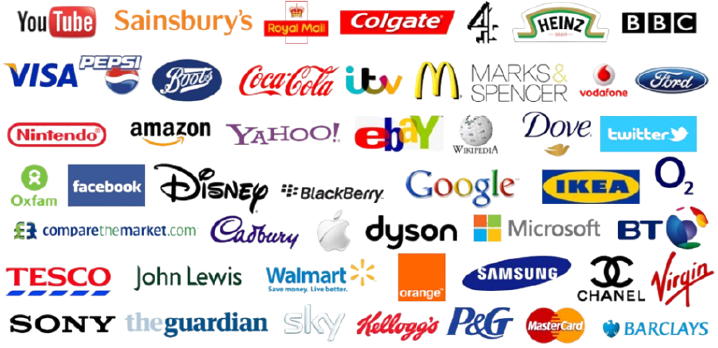 YouTube Sainsbury's Royal Mail Colgate 4 HEINZ BBC
VISA PEPSI Boots Coca-Cola itv M MARKS & SPENCER vodafone Ford
Nintendo amazon YAHOO! ebaY WIKIPEDIA Dove twitter
Oxfam facebook Disney BlackBerry Google IKEA O2
comparethemarket.com Cadbury dyson Microsoft BT
TESCO John Lewis Walmart Save money. Live better. orange SAMSUNG CHANEL Virgin
SONY theguardian sky Kellogg's P&G MasterCard BARCLAYS